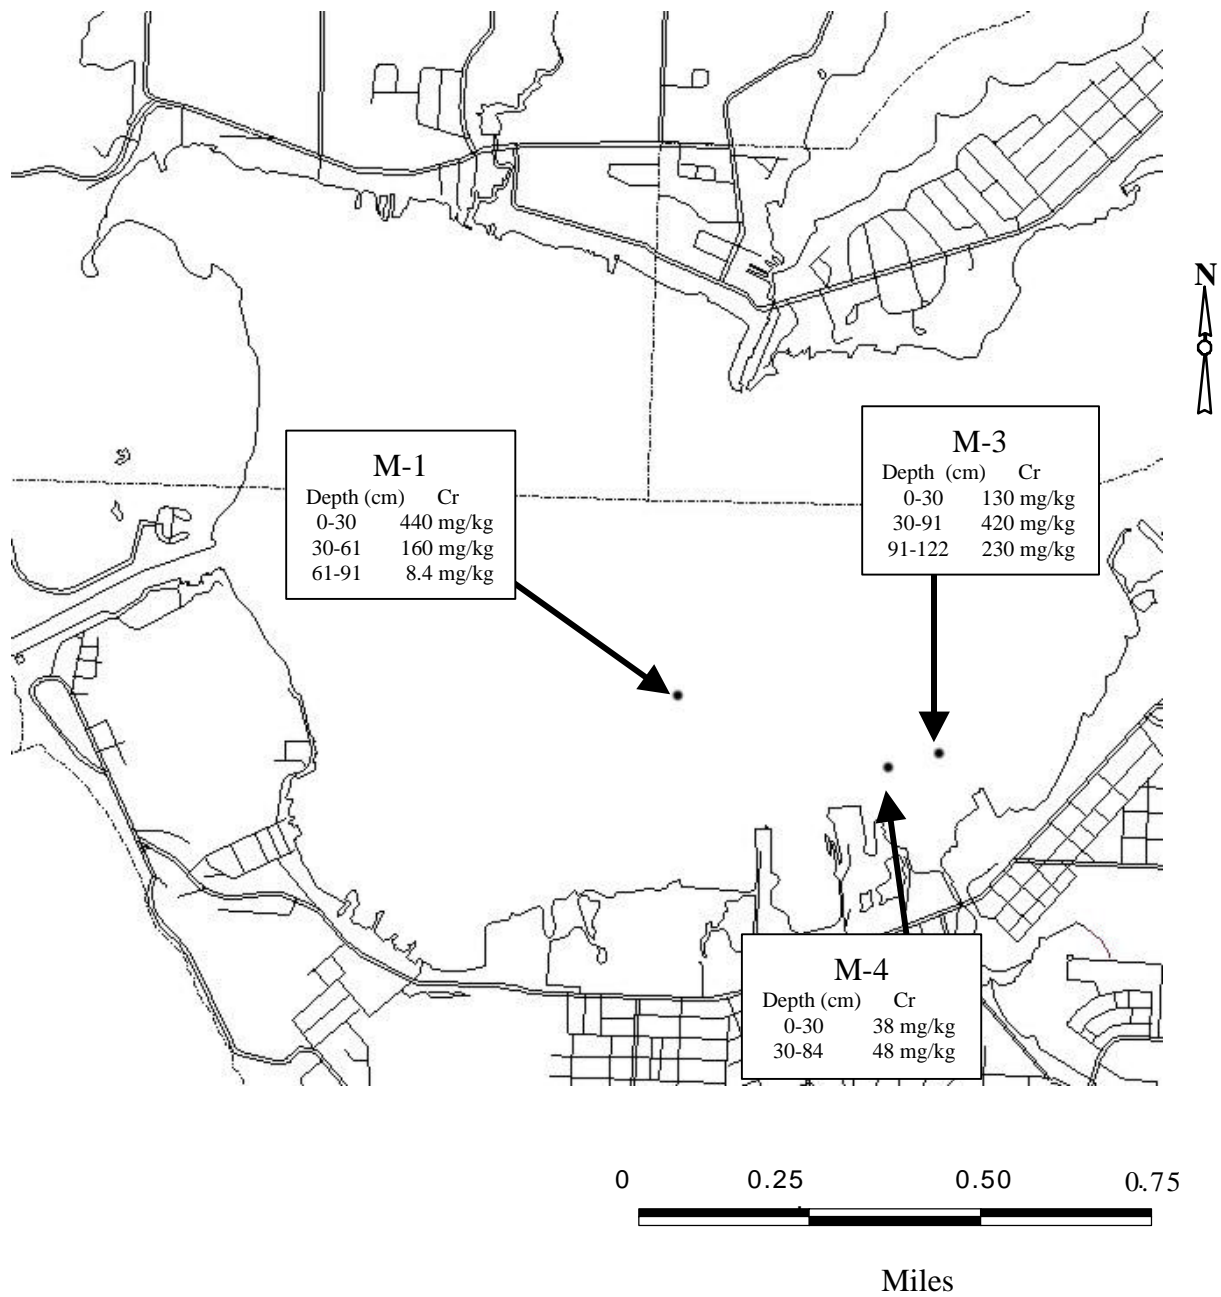 N
M-1
Depth (cm) Cr
0-30 440 mg/kg
30-61 160 mg/kg
61-91 8.4 mg/kg
M-3
Depth (cm) Cr
0-30 130 mg/kg
30-91 420 mg/kg
91-122 230 mg/kg
M-4
Depth (cm) Cr
0-30 38 mg/kg
30-84 48 mg/kg
0 0.25 0.50 0.75
Miles